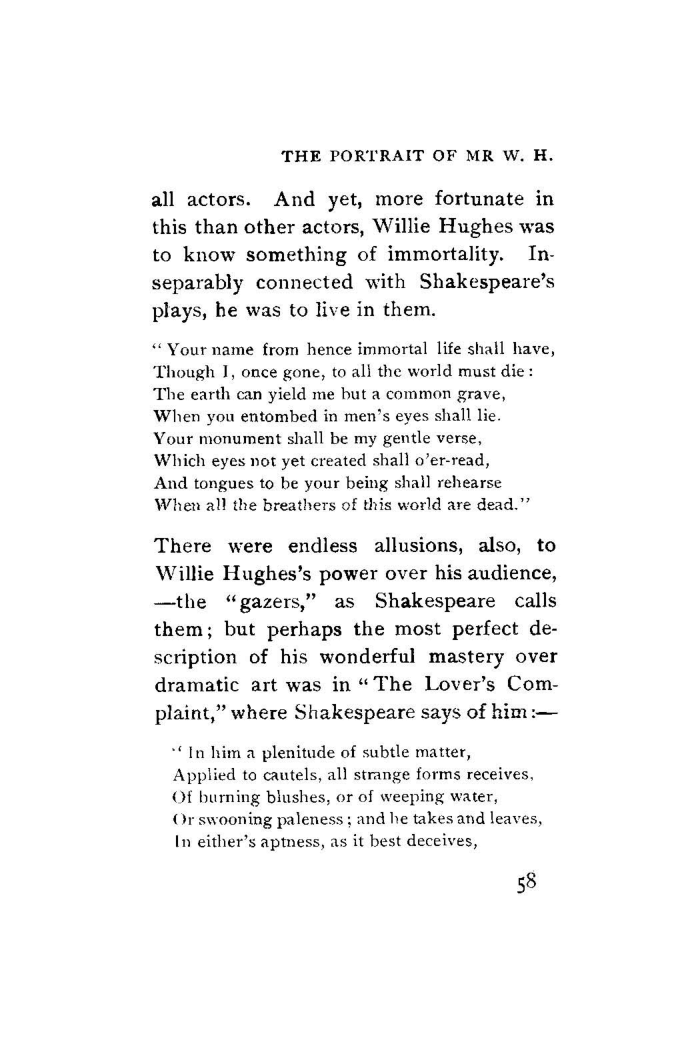 THE PORTRAIT OF MR W. H.
all actors. And yet, more fortunate in
this than other actors, Willie Hughes was
to know something of immortality. In-
separably connected with Shakespeare's
plays, he was to live in them.
“Your name from hence immortal life shall have,
Though I, once gone, to all the world must die:
The earth can yield me but a common grave,
When you entombed in men's eyes shall lie.
Your monument shall be my gentle verse,
Which eyes not yet created shall o'er-read,
And tongues to be your being shall rehearse
When all the breathers of this world are dead.”
There were endless allusions, also, to
Willie Hughes's power over his audience,
—the “gazers,” as Shakespeare calls
them; but perhaps the most perfect de-
scription of his wonderful mastery over
dramatic art was in “The Lover's Com-
plaint,” where Shakespeare says of him:—
“In him a plenitude of subtle matter,
Applied to cautels, all strange forms receives,
Of burning blushes, or of weeping water,
Or swooning paleness; and he takes and leaves,
In either's aptness, as it best deceives,
58